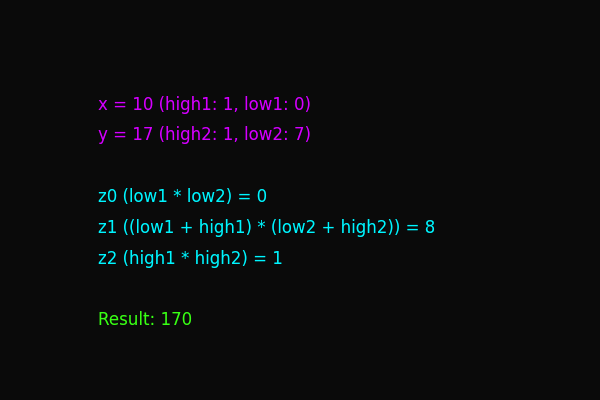 x = 10 (high1: 1, low1: 0)
y = 17 (high2: 1, low2: 7)
z0 (low1 * low2) = 0
z1 ((low1 + high1) * (low2 + high2)) = 8
z2 (high1 * high2) = 1
Result: 170